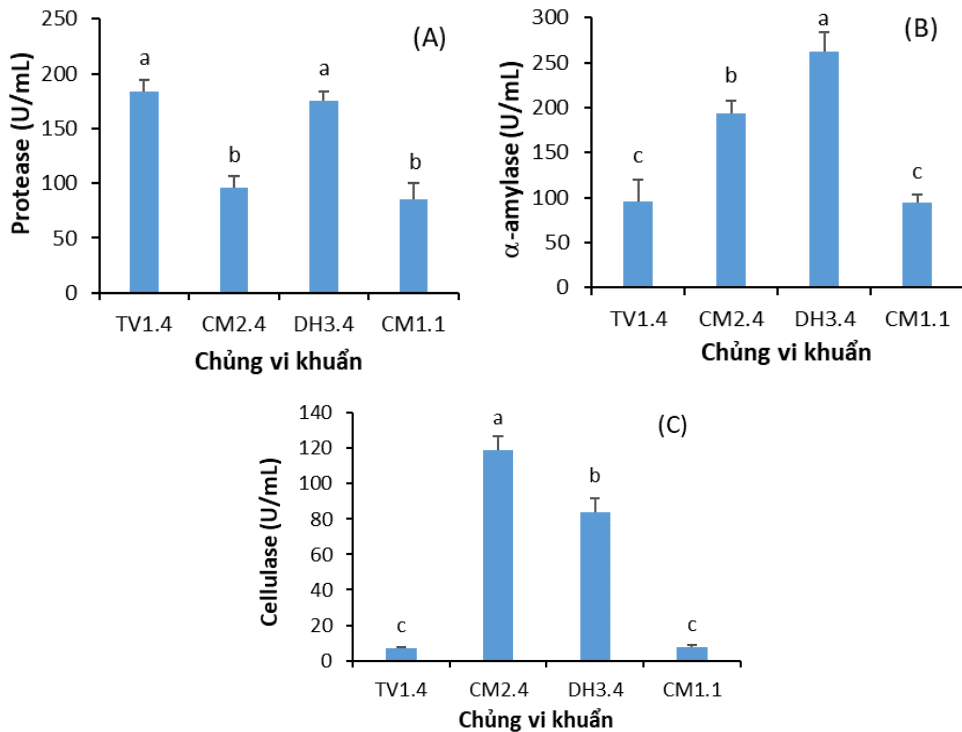 (A)
Protease (U/mL)
250
200
150
100
50
0
a
b
a
b
TV1.4 CM2.4 DH3.4 CM1.1
Chủng vi khuẩn
(B)
α-amylase (U/mL)
300
250
200
150
100
50
0
c
b
a
c
TV1.4 CM2.4 DH3.4 CM1.1
Chủng vi khuẩn
(C)
Cellulase (U/mL)
140
120
100
80
60
40
20
0
c
a
b
c
TV1.4 CM2.4 DH3.4 CM1.1
Chủng vi khuẩn